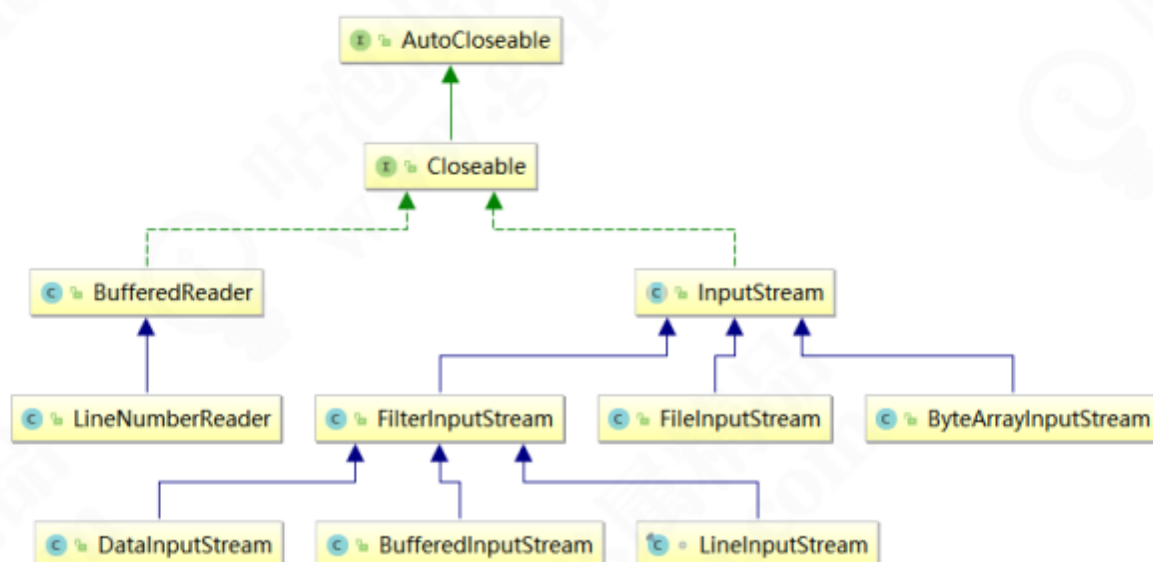 AutoCloseable
Closeable
BufferedReader
InputStream
LineNumberReader
FilterInputStream
FileInputStream
ByteArrayInputStream
DataInputStream
BufferedInputStream
LineInputStream